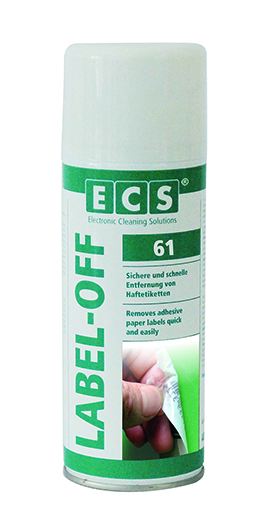 ECS®
Electronic Cleaning Solutions
61
LABEL-OFF
Sichere und schnelle
Entfernung von
Haftetiketten
Removes adhesive
paper labels quick
and easily